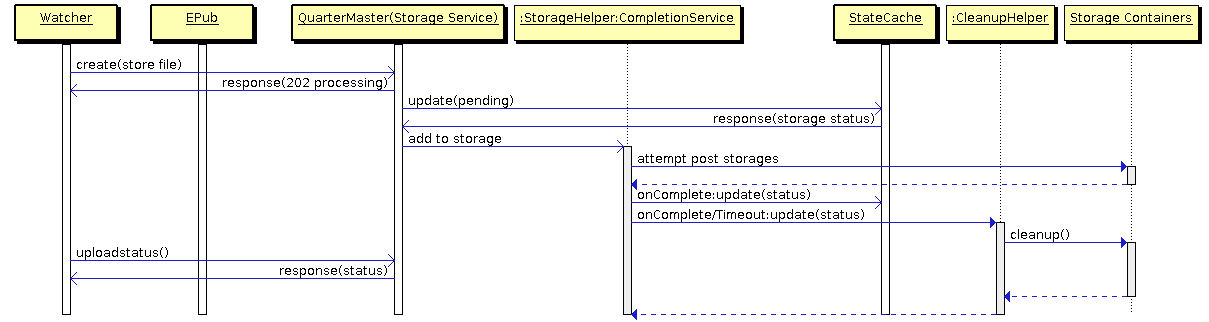 Watcher
EPub
QuarterMaster(Storage Service)
:StorageHelper:CompletionService
StateCache
:CleanupHelper
Storage Containers
create(store file)
response(202 processing)
update(pending)
response(storage status)
add to storage
attempt post storages
onComplete:update(status)
onComplete/Timeout:update(status)
cleanup()
uploadstatus()
response(status)